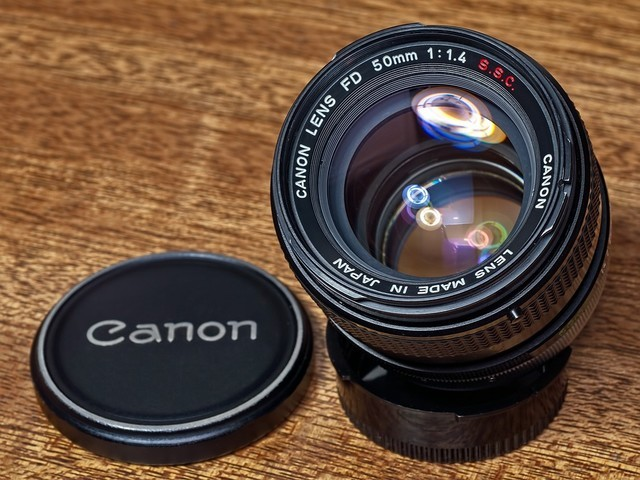 CANON LENS FD 50mm 1:1.4 S.S.C.
CANON LENS MADE IN JAPAN
Canon